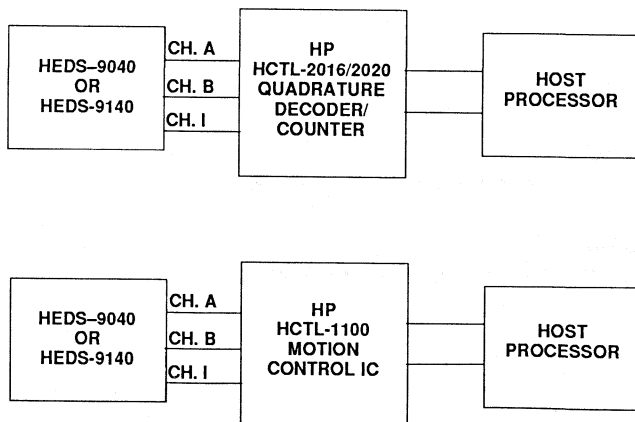 HEDS–9040
OR
HEDS-9140
CH. A
CH. B
CH. I
HP
HCTL-2016/2020
QUADRATURE
DECODER/
COUNTER
HOST
PROCESSOR
HEDS–9040
OR
HEDS-9140
CH. A
CH. B
CH. I
HP
HCTL-1100
MOTION
CONTROL IC
HOST
PROCESSOR